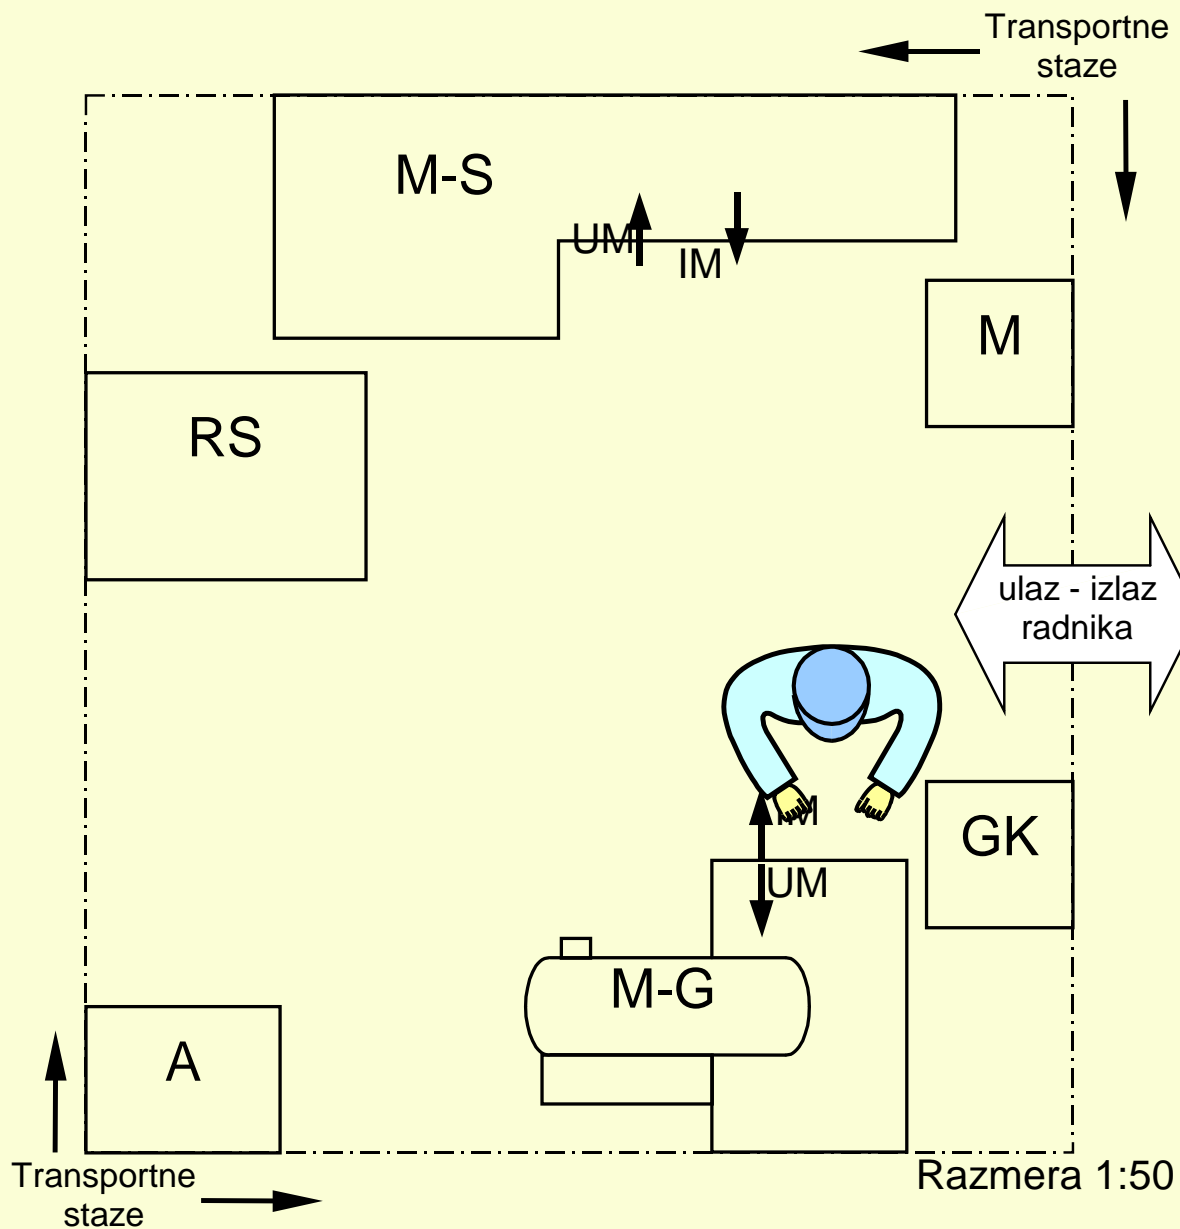 Transportne
staze
M-S
UM
IM
M
RS
ulaz - izlaz
radnika
IM
GK
UM
M-G
A
Transportne
staze
Razmera 1:50